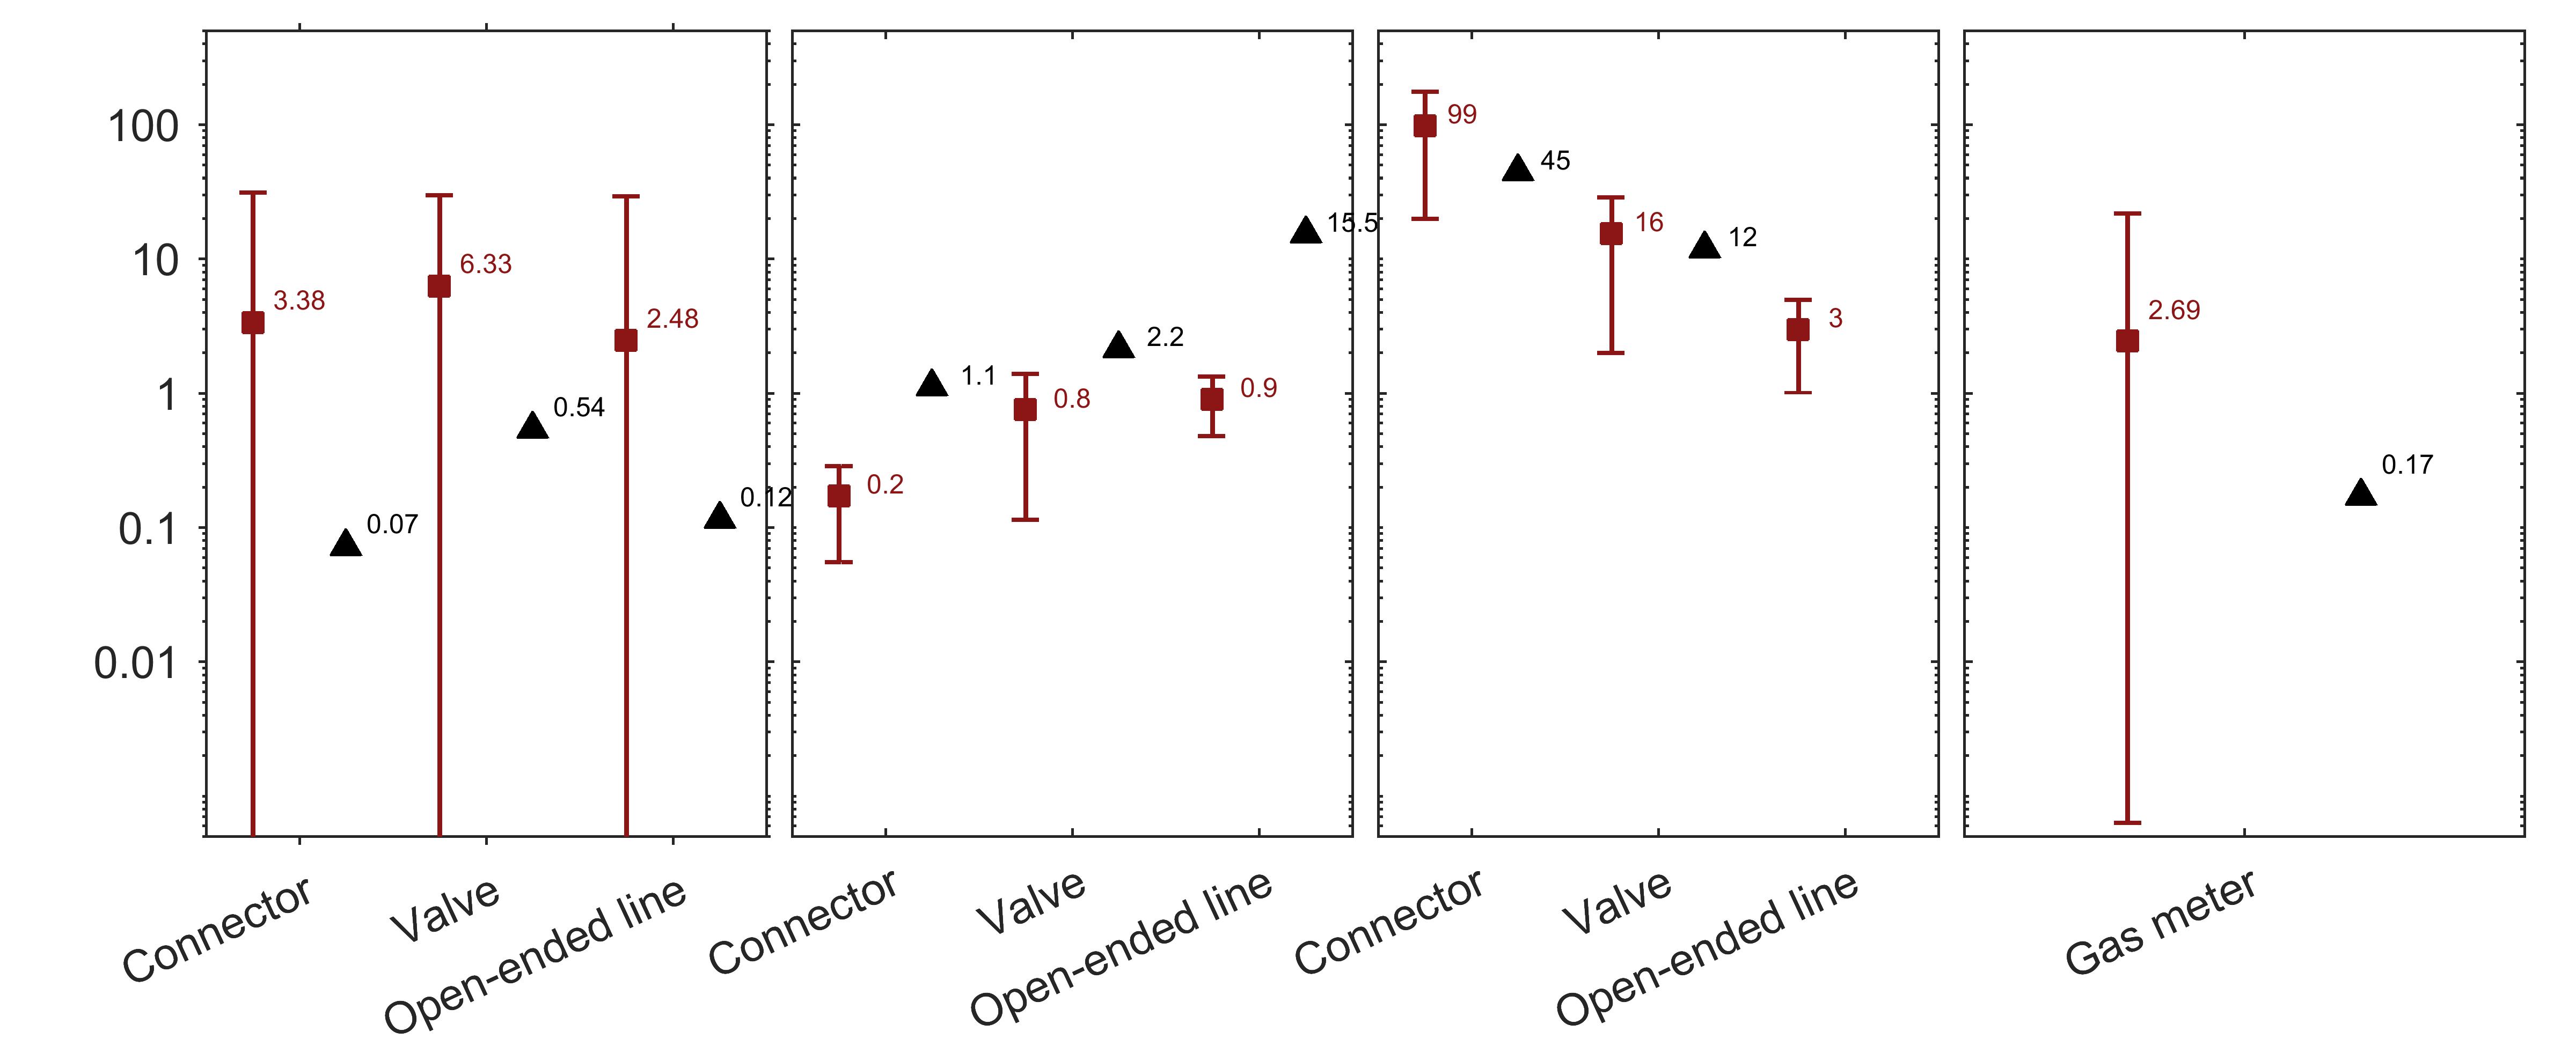 100
10
1
0.1
0.01
3.38
0.07
6.33
0.54
2.48
0.12
Connector
Valve
Open-ended line
0.2
1.1
0.8
2.2
0.9
15.5
Connector
Valve
Open-ended line
99
45
16
12
3
Connector
Valve
Open-ended line
2.69
0.17
Gas meter